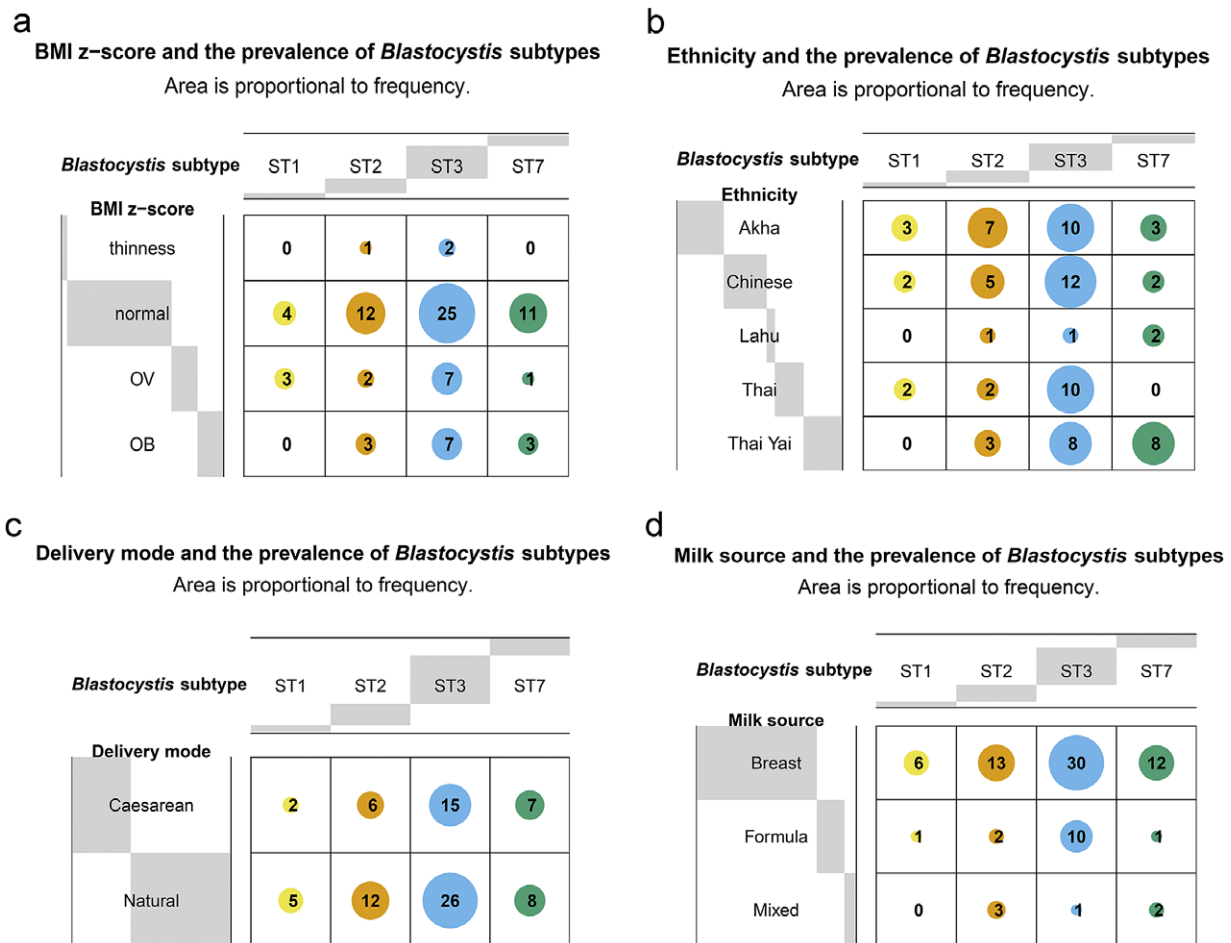 a
BMI z−score and the prevalence of Blastocystis subtypes
Area is proportional to frequency.
Blastocystis subtype ST1 ST2 ST3 ST7
BMI z−score
thinness 0 1 2 0
normal 4 12 25 11
OV 3 2 7 1
OB 0 3 7 3
b
Ethnicity and the prevalence of Blastocystis subtypes
Area is proportional to frequency.
Blastocystis subtype ST1 ST2 ST3 ST7
Ethnicity
Akha 3 7 10 3
Chinese 2 5 12 2
Lahu 0 1 1 2
Thai 2 2 10 0
Thai Yai 0 3 8 8
c
Delivery mode and the prevalence of Blastocystis subtypes
Area is proportional to frequency.
Blastocystis subtype ST1 ST2 ST3 ST7
Delivery mode
Caesarean 2 6 15 7
Natural 5 12 26 8
d
Milk source and the prevalence of Blastocystis subtypes
Area is proportional to frequency.
Blastocystis subtype ST1 ST2 ST3 ST7
Milk source
Breast 6 13 30 12
Formula 1 2 10 1
Mixed 0 3 1 2